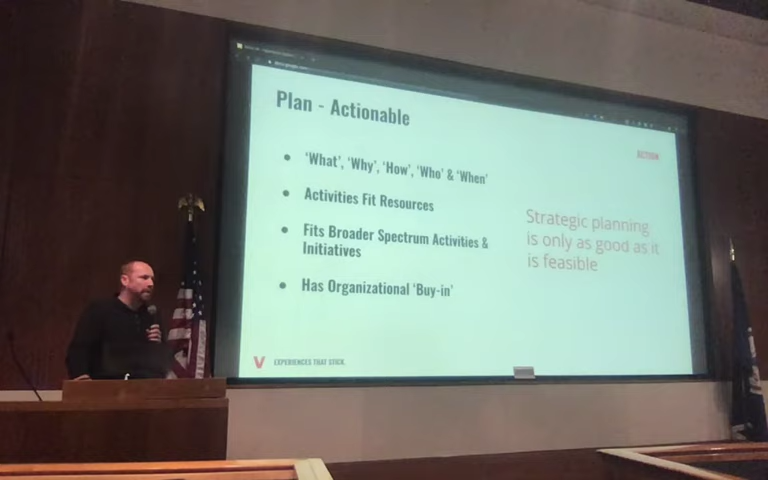 Plan - Actionable
ACTION
• 'What', 'Why', 'How', 'Who' & 'When'
• Activities Fit Resources
• Fits Broader Spectrum Activities &
Initiatives
• Has Organizational 'Buy-in'
Strategic planning
is only as good as it
is feasible
V EXPERIENCES THAT STICK.